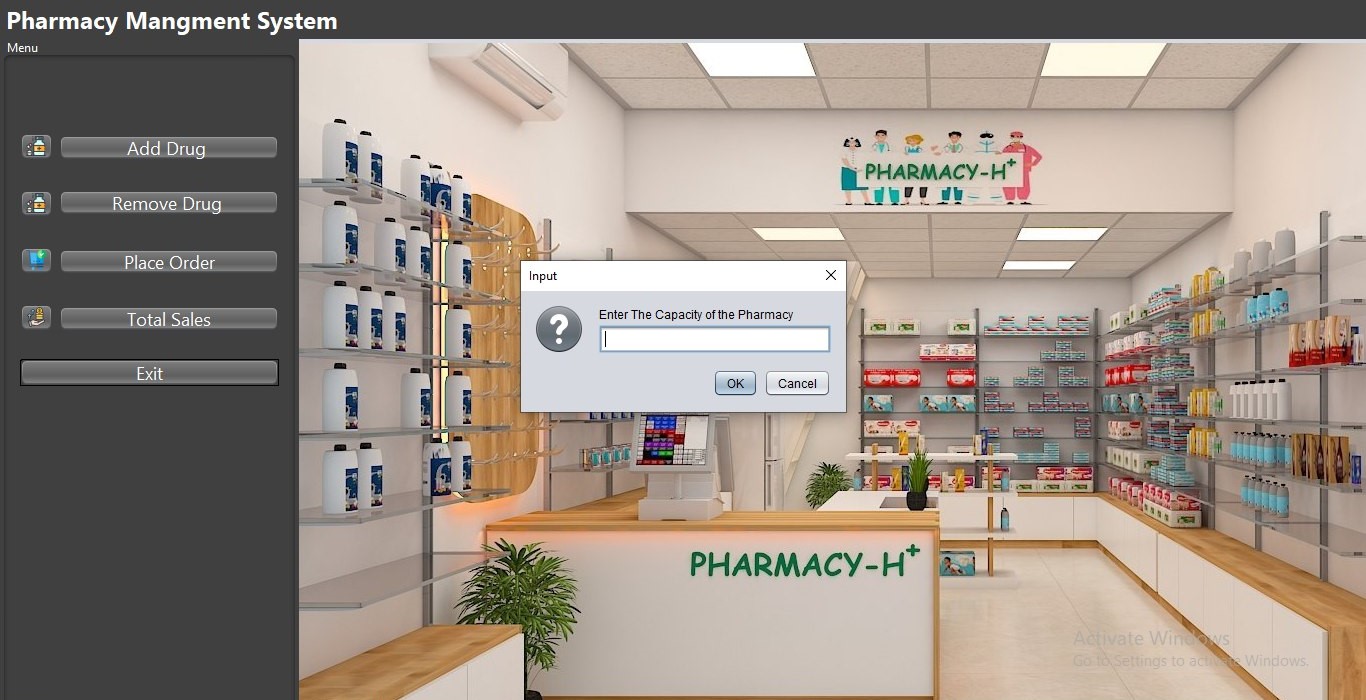 Pharmacy Mangment System
Menu
Add Drug
Remove Drug
Place Order
Total Sales
Exit
PHARMACY-H+
Input
Enter The Capacity of the Pharmacy
?
OK
Cancel
PHARMACY-H+
Activate Windows
Go to Settings to activate Windows.